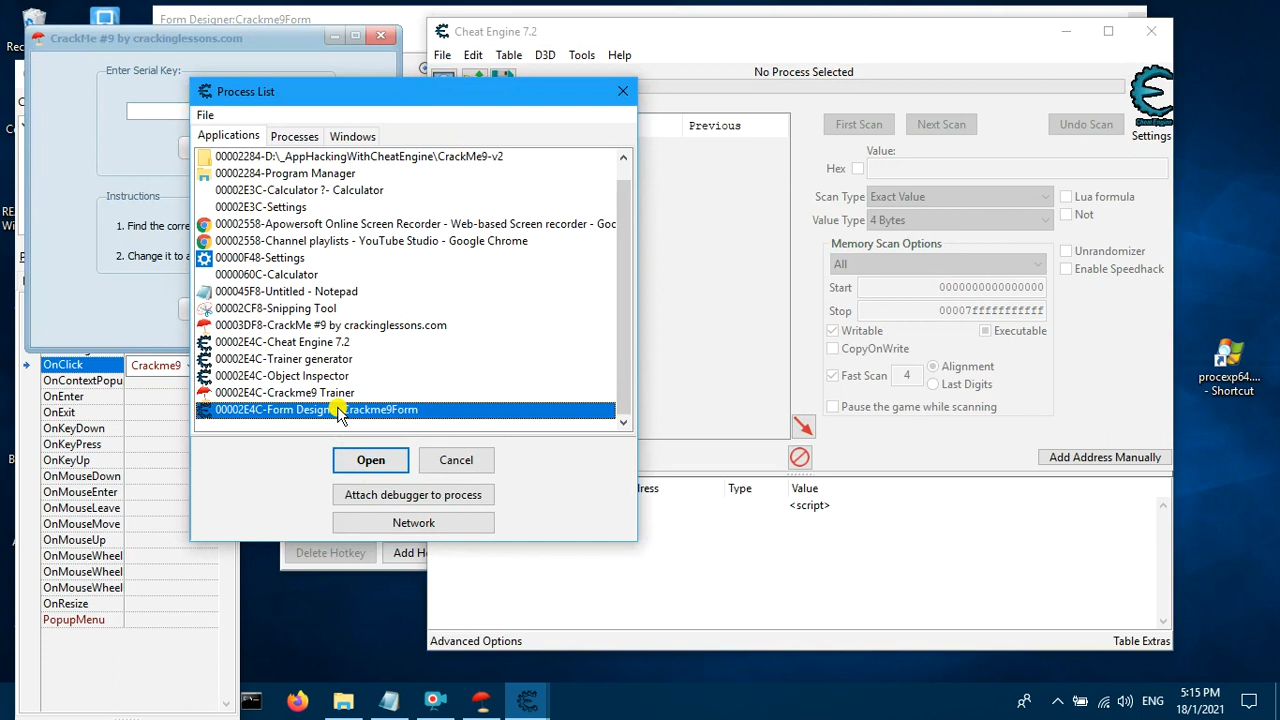 Form Designer:Crackme9Form
CrackMe #9 by crackinglessons.com
Enter Serial Key:
Instructions
1. Find the corre
2. Change it to a
Cheat Engine 7.2
File Edit Table D3D Tools Help
No Process Selected
Previous
First Scan Next Scan Undo Scan
Settings
Value:
Hex
Scan Type Exact Value
Lua formula
Not
Value Type 4 Bytes
Memory Scan Options
All
Unrandomizer
Enable Speedhack
Start 0000000000000000
Stop 00007fffffffffff
Writable Executable
CopyOnWrite
Fast Scan 4 Alignment
Last Digits
Pause the game while scanning
Add Address Manually
Type Value
<script>
Advanced Options Table Extras
Process List
File
Applications Processes Windows
00002284-D:\_AppHackingWithCheatEngine\CrackMe9-v2
00002284-Program Manager
00002E3C-Calculator ?- Calculator
00002E3C-Settings
00002558-Apowersoft Online Screen Recorder - Web-based Screen recorder - Goc
00002558-Channel playlists - YouTube Studio - Google Chrome
00000F48-Settings
0000060C-Calculator
000045F8-Untitled - Notepad
00002CF8-Snipping Tool
00003DF8-CrackMe #9 by crackinglessons.com
00002E4C-Cheat Engine 7.2
00002E4C-Trainer generator
00002E4C-Object Inspector
00002E4C-Crackme9 Trainer
00002E4C-Form Design Crackme9Form
Open Cancel
Attach debugger to process
Network
Delete Hotkey Add H
OnClick Crackme9
OnContextPopu
OnEnter
OnExit
OnKeyDown
OnKeyPress
OnKeyUp
OnMouseDown
OnMouseEnter
OnMouseLeave
OnMouseMove
OnMouseUp
OnMouseWheel
OnMouseWheel
OnMouseWheel
OnResize
PopupMenu
procexp64....
- Shortcut
ENG
5:15 PM
18/1/2021